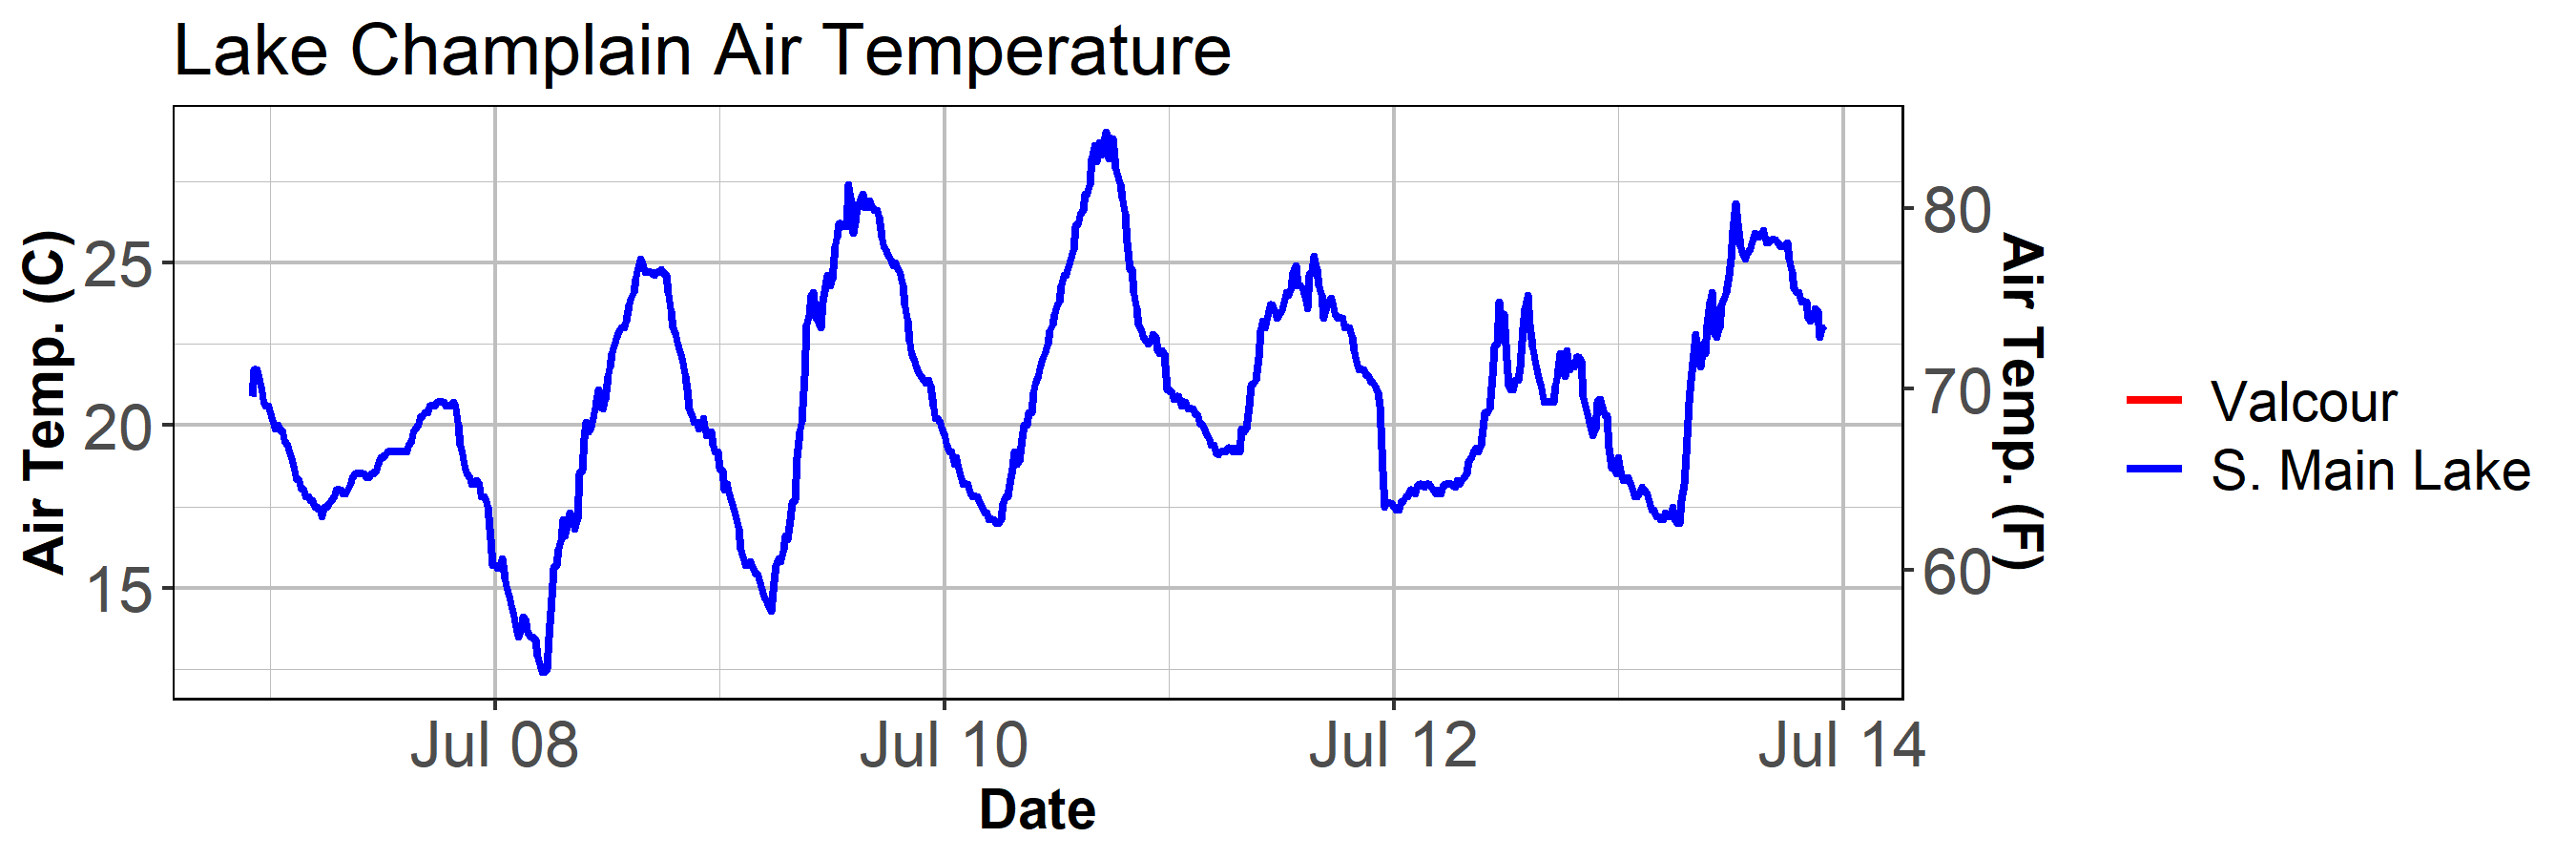 Lake Champlain Air Temperature
Air Temp. (C)
25
20
15
80
70
60
Air Temp. (F)
Jul 08
Jul 10
Jul 12
Jul 14
Date
Valcour
S. Main Lake